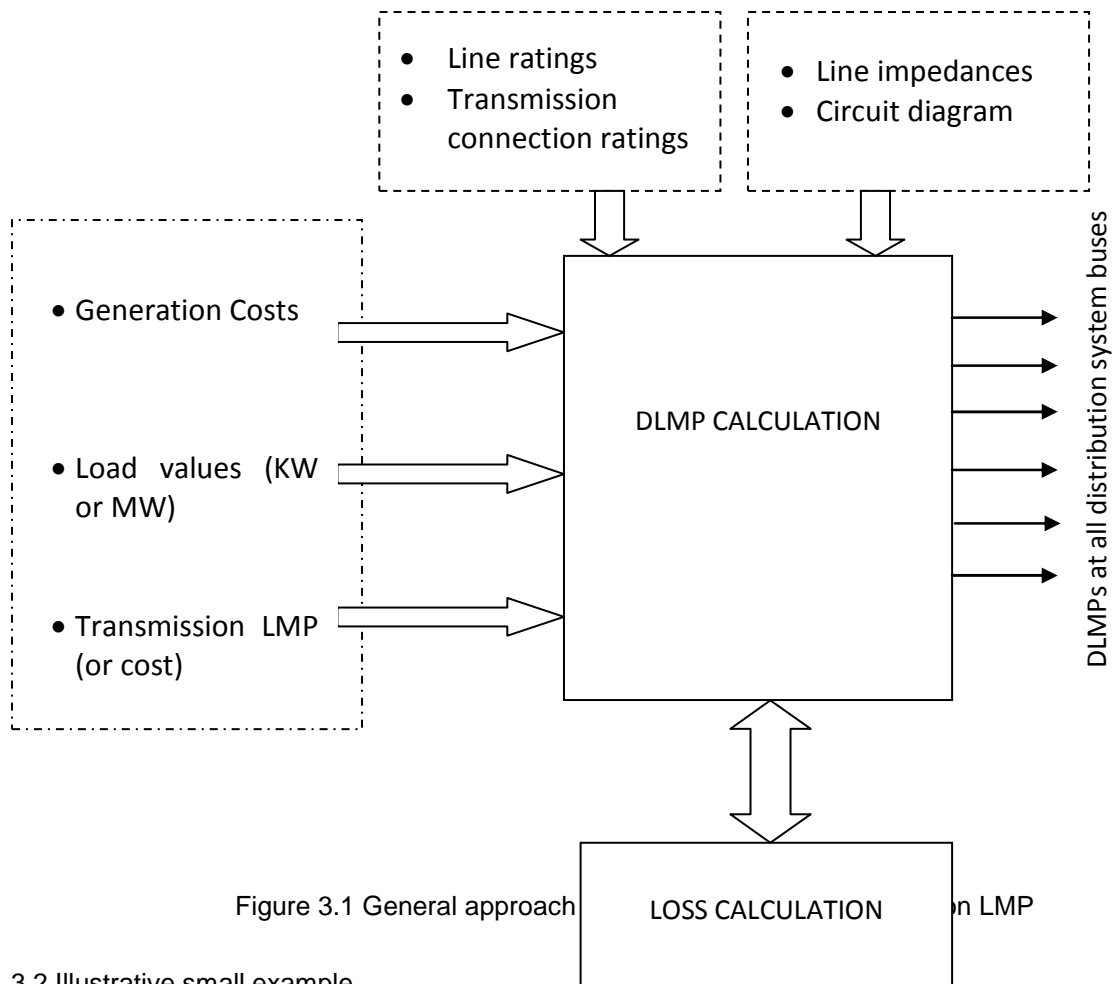 • Line ratings
• Transmission
connection ratings
• Line impedances
• Circuit diagram
• Generation Costs
• Load values (KW
or MW)
• Transmission LMP
(or cost)
DLMP CALCULATION
DLMPs at all distribution system buses
LOSS CALCULATION
Figure 3.1 General approach on LMP
3.2 Illustrative small example